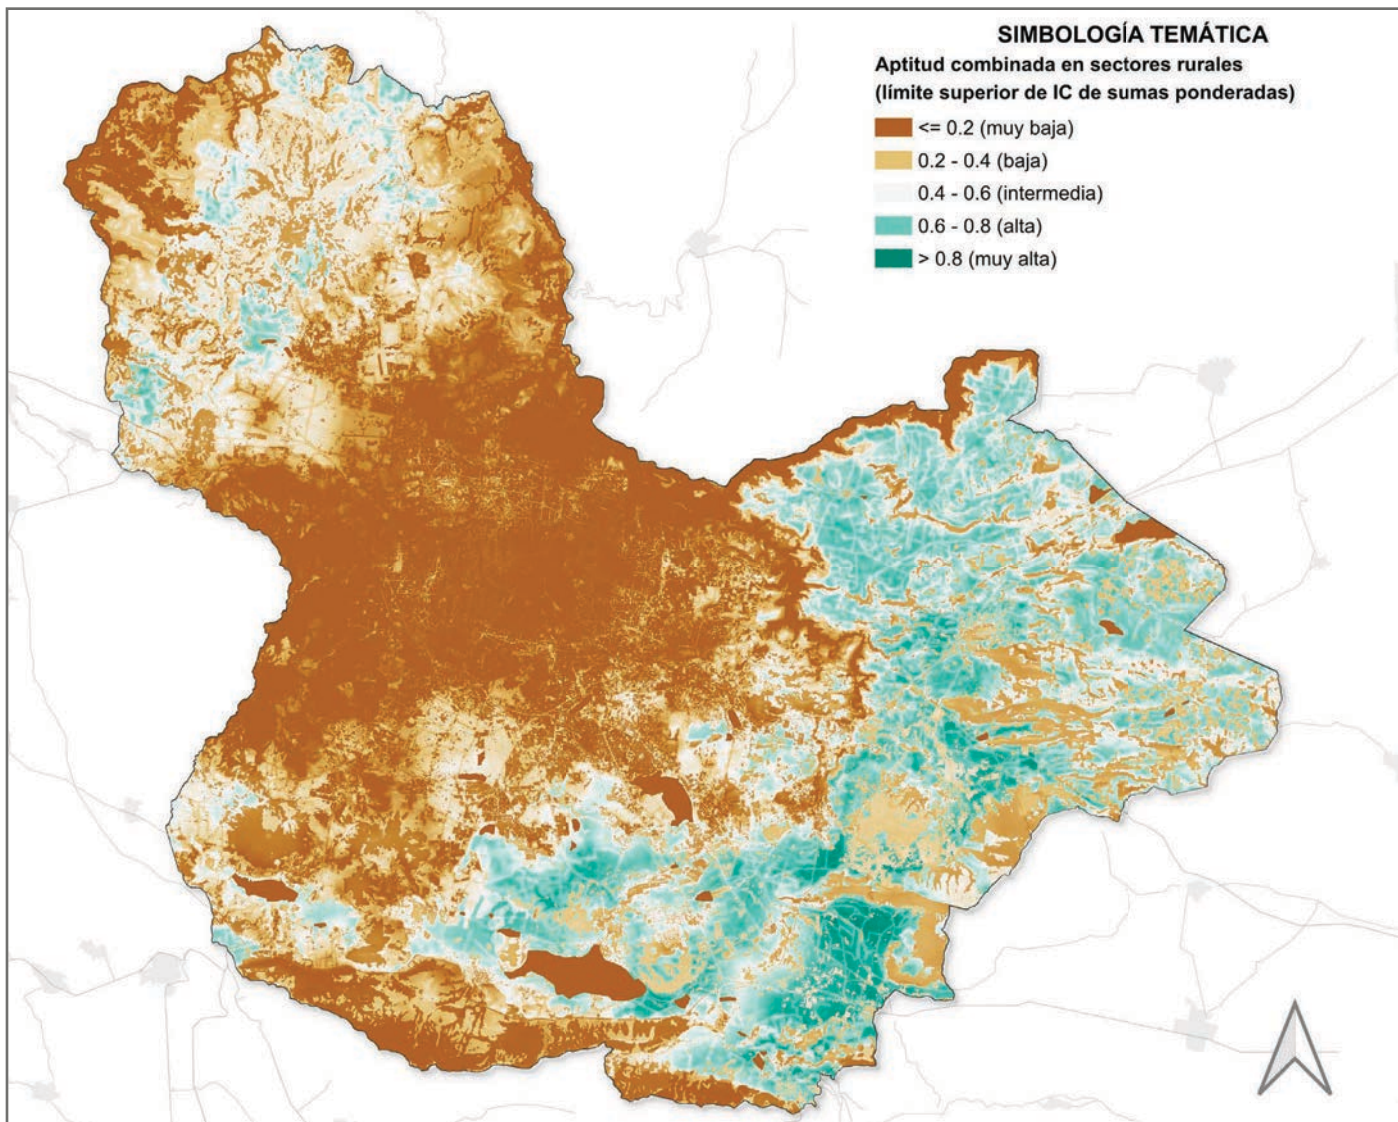 SIMBOLOGÍA TEMÁTICA
Aptitud combinada en sectores rurales
(límite superior de IC de sumas ponderadas)
<= 0.2 (muy baja)
0.2 - 0.4 (baja)
0.4 - 0.6 (intermedia)
0.6 - 0.8 (alta)
> 0.8 (muy alta)